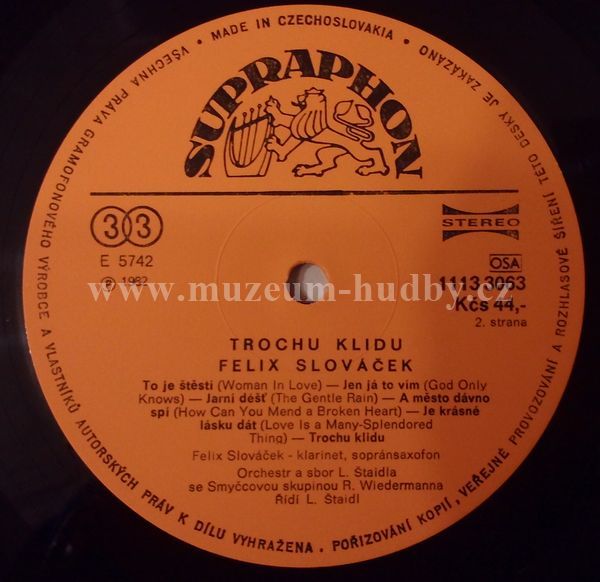 VŠECHNA PRÁVA GRAMOFONOVÉHO VÝROBCE A VLASTNÍKŮ AUTORSKÝCH PRÁV K DÍLU VYHRAŽENA. POŘIZOVÁNÍ KOPIÍ, VEŘEJNÉ PROVOZOVÁNÍ A ROZHLASOVÉ ŠÍŘENÍ TÉTO DESKY JE ZAKÁZÁNO • MADE IN CZECHOSLOVAKIA •
SUPRAPHON
33
STEREO
E 5742
℗ 1982
OSA
1113 3063
www.muzeum-hudby.cz
Kčs 44,-
2. strana
TROCHU KLIDU
FELIX SLOVÁČEK
To je štěstí (Woman In Love) — Jen já to vím (God Only
Knows) — Jarní déšť (The Gentle Rain) — A město dávno
spí (How Can You Mend a Broken Heart) — Je krásné
lásku dát (Love Is a Many-Splendored
Thing) — Trochu klidu
Felix Slováček - klarinet, sopránsaxofon
Orchestr a sbor L. Štaidla
se Smyčcovou skupinou R. Wiedermanna
Řídí L. Štaidl